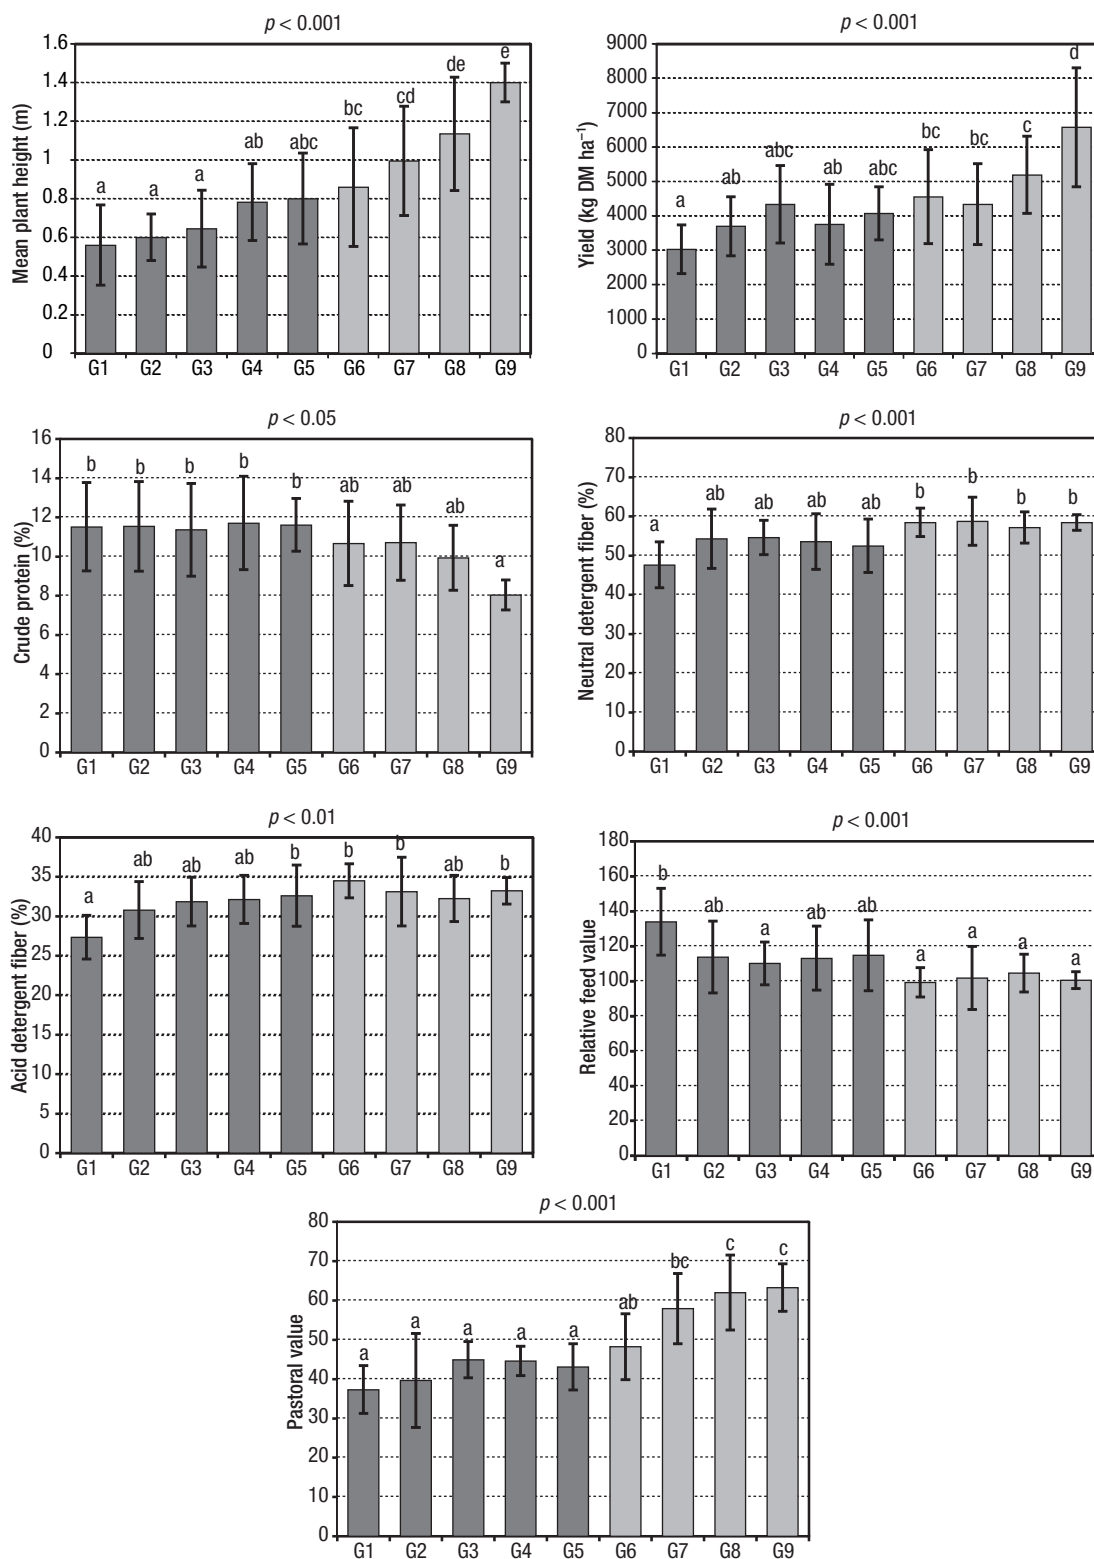 p < 0.001
Mean plant height (m)
1.6
1.4
1.2
1
0.8
0.6
0.4
0.2
0
a a a ab abc bc cd de e
G1 G2 G3 G4 G5 G6 G7 G8 G9
p < 0.001
Yield (kg DM ha⁻¹)
9000
8000
7000
6000
5000
4000
3000
2000
1000
0
a ab abc ab abc bc bc c d
G1 G2 G3 G4 G5 G6 G7 G8 G9
p < 0.05
Crude protein (%)
16
14
12
10
8
6
4
2
0
b b b b b ab ab ab a
G1 G2 G3 G4 G5 G6 G7 G8 G9
p < 0.001
Neutral detergent fiber (%)
80
70
60
50
40
30
20
10
0
a ab ab ab ab b b b b
G1 G2 G3 G4 G5 G6 G7 G8 G9
p < 0.01
Acid detergent fiber (%)
40
35
30
25
20
15
10
5
0
a ab ab ab b b b ab b
G1 G2 G3 G4 G5 G6 G7 G8 G9
p < 0.001
Relative feed value
180
160
140
120
100
80
60
40
20
0
b ab a ab ab a a a a
G1 G2 G3 G4 G5 G6 G7 G8 G9
p < 0.001
Pastoral value
80
70
60
50
40
30
20
10
0
a a a a a ab bc c c
G1 G2 G3 G4 G5 G6 G7 G8 G9